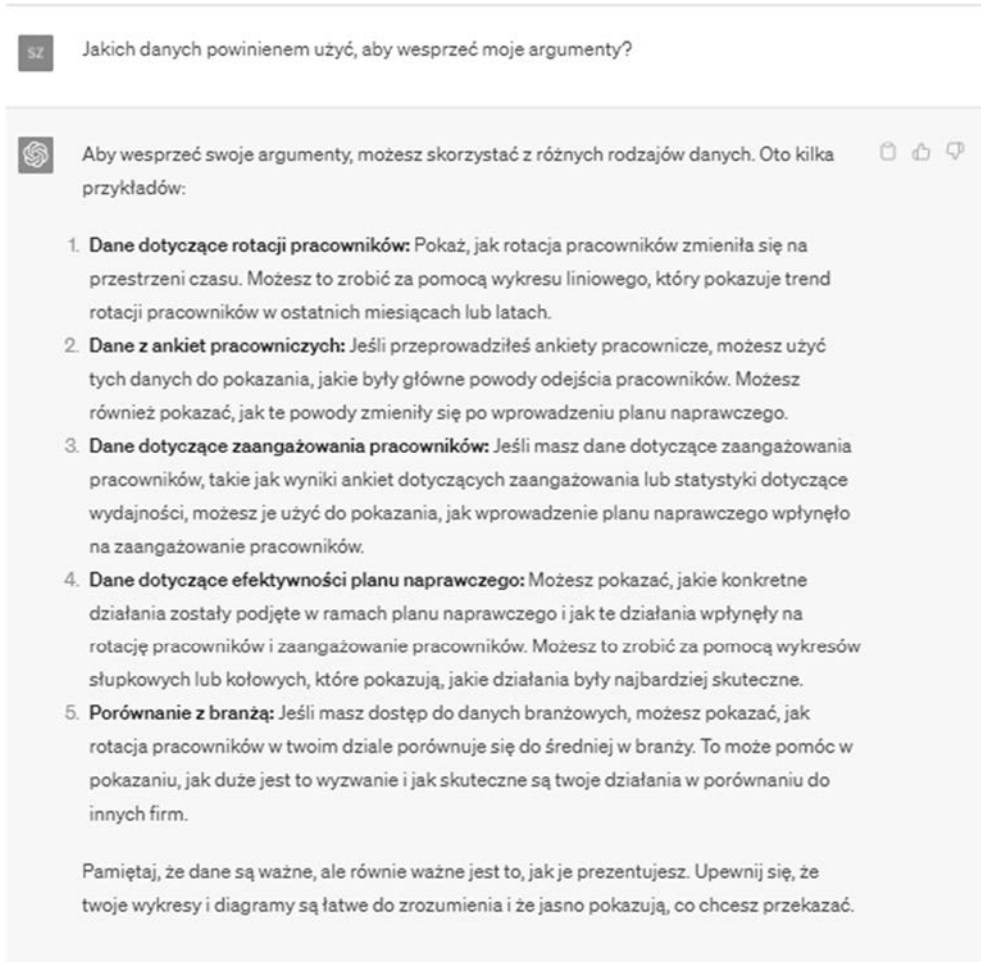 SZ
Jakich danych powinienem użyć, aby wesprzeć moje argumenty?
Aby wesprzeć swoje argumenty, możesz skorzystać z różnych rodzajów danych. Oto kilka
przykładów:
1. Dane dotyczące rotacji pracowników: Pokaż, jak rotacja pracowników zmieniła się na
przestrzeni czasu. Możesz to zrobić za pomocą wykresu liniowego, który pokazuje trend
rotacji pracowników w ostatnich miesiącach lub latach.
2. Dane z ankiet pracowniczych: Jeśli przeprowadziłeś ankiety pracownicze, możesz użyć
tych danych do pokazania, jakie były główne powody odejścia pracowników. Możesz
również pokazać, jak te powody zmieniły się po wprowadzeniu planu naprawczego.
3. Dane dotyczące zaangażowania pracowników: Jeśli masz dane dotyczące zaangażowania
pracowników, takie jak wyniki ankiet dotyczących zaangażowania lub statystyki dotyczące
wydajności, możesz je użyć do pokazania, jak wprowadzenie planu naprawczego wpłynęło
na zaangażowanie pracowników.
4. Dane dotyczące efektywności planu naprawczego: Możesz pokazać, jakie konkretne
działania zostały podjęte w ramach planu naprawczego i jak te działania wpłynęły na
rotację pracowników i zaangażowanie pracowników. Możesz to zrobić za pomocą wykresów
słupkowych lub kołowych, które pokazują, jakie działania były najbardziej skuteczne.
5. Porównanie z branżą: Jeśli masz dostęp do danych branżowych, możesz pokazać, jak
rotacja pracowników w twoim dziale porównuje się do średniej w branży. To może pomóc w
pokazaniu, jak duże jest to wyzwanie i jak skuteczne są twoje działania w porównaniu do
innych firm.
Pamiętaj, że dane są ważne, ale równie ważne jest to, jak je prezentujesz. Upewnij się, że
twoje wykresy i diagramy są łatwe do zrozumienia i że jasno pokazują, co chcesz przekazać.